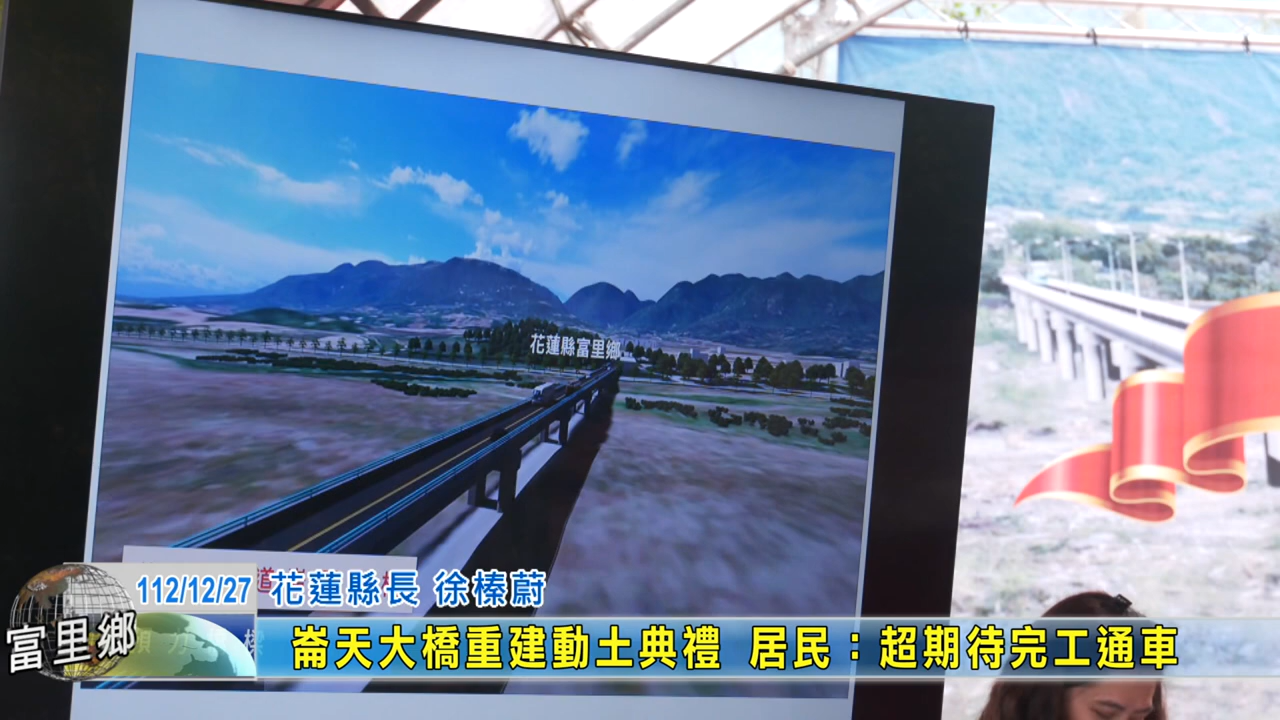 花蓮縣富里鄉
112/12/27 花蓮縣長 徐榛蔚
富里鄉
崙天大橋重建動土典禮 居民：超期待完工通車